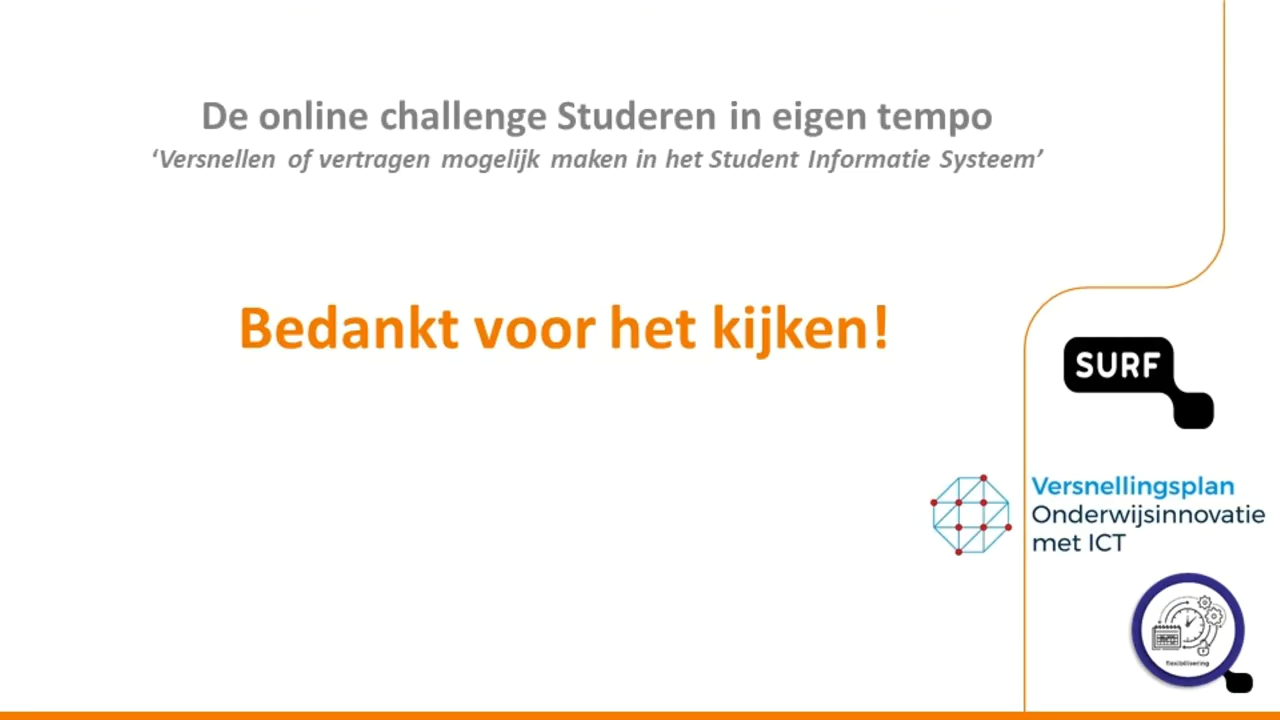 De online challenge Studeren in eigen tempo
‘Versnellen of vertragen mogelijk maken in het Student Informatie Systeem’
Bedankt voor het kijken!
SURF
Versnellingsplan
Onderwijsinnovatie
met ICT
flexibilisering